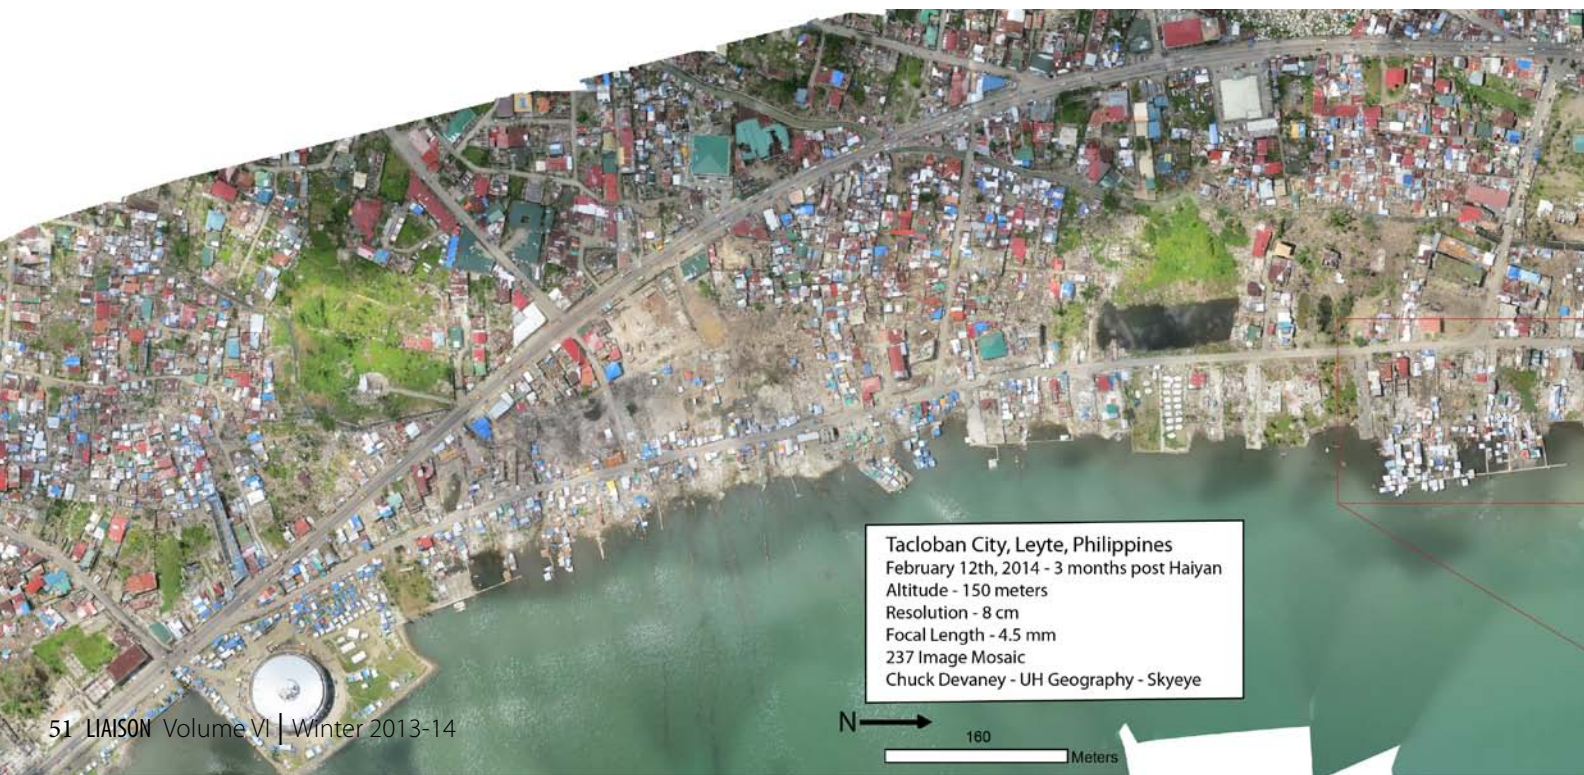 Tacloban City, Leyte, Philippines
February 12th, 2014 - 3 months post Haiyan
Altitude - 150 meters
Resolution - 8 cm
Focal Length - 4.5 mm
237 Image Mosaic
Chuck Devaney - UH Geography - Skyeye
N
160
Meters
51 LIAISON Volume VI | Winter 2013-14